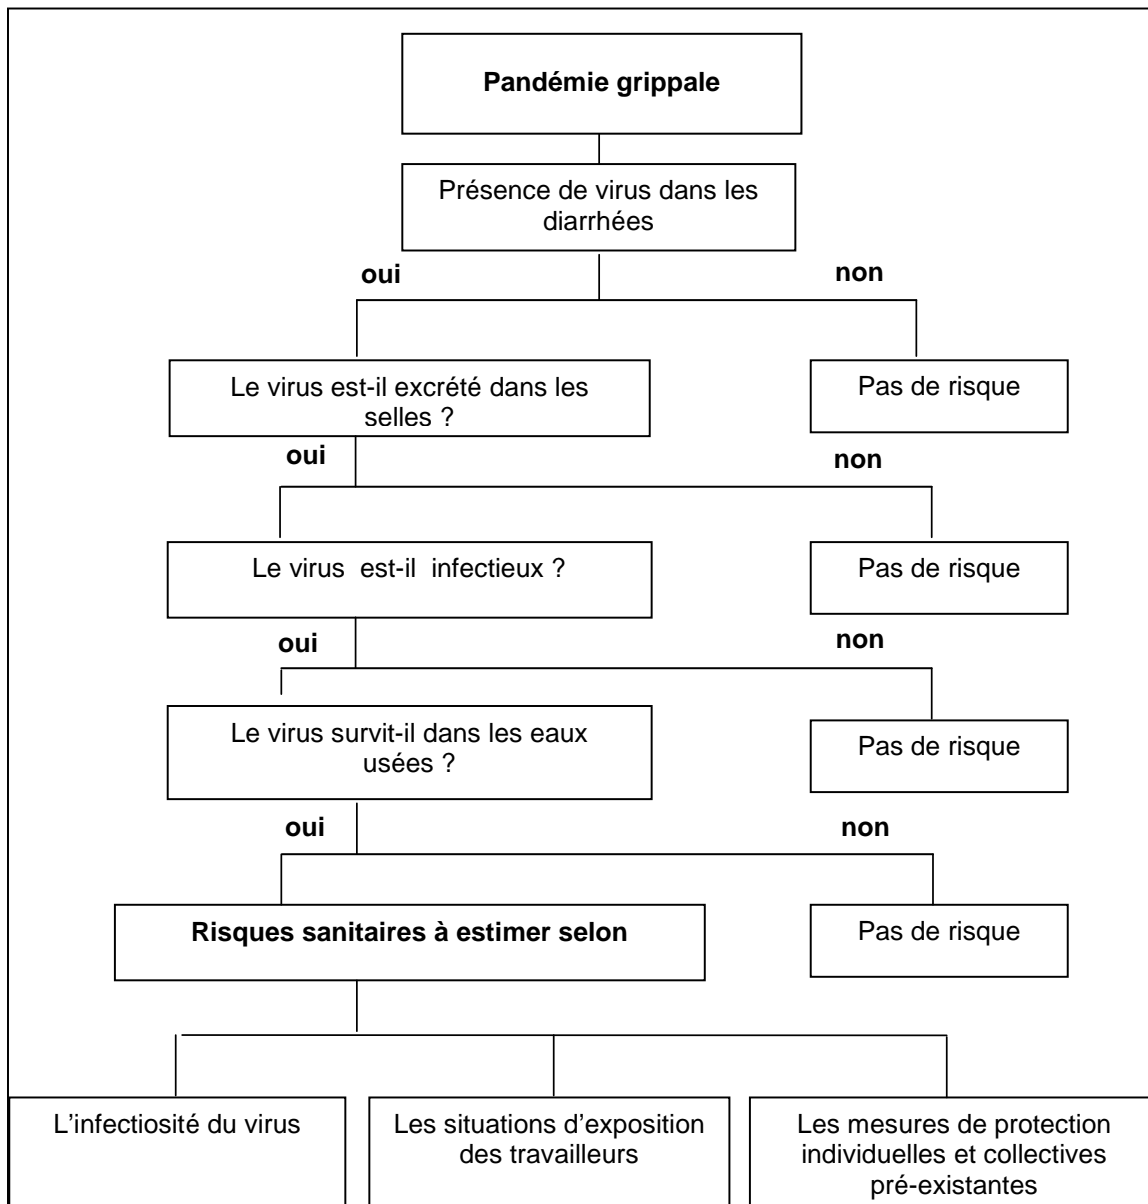 Pandémie grippale
Présence de virus dans les
diarrhées
oui
non
Le virus est-il excrété dans les
selles ?
Pas de risque
oui
non
Le virus est-il infectieux ?
Pas de risque
oui
non
Le virus survit-il dans les eaux
usées ?
Pas de risque
oui
non
Risques sanitaires à estimer selon
Pas de risque
L'infectiosité du virus
Les situations d'exposition
des travailleurs
Les mesures de protection
individuelles et collectives
pré-existantes